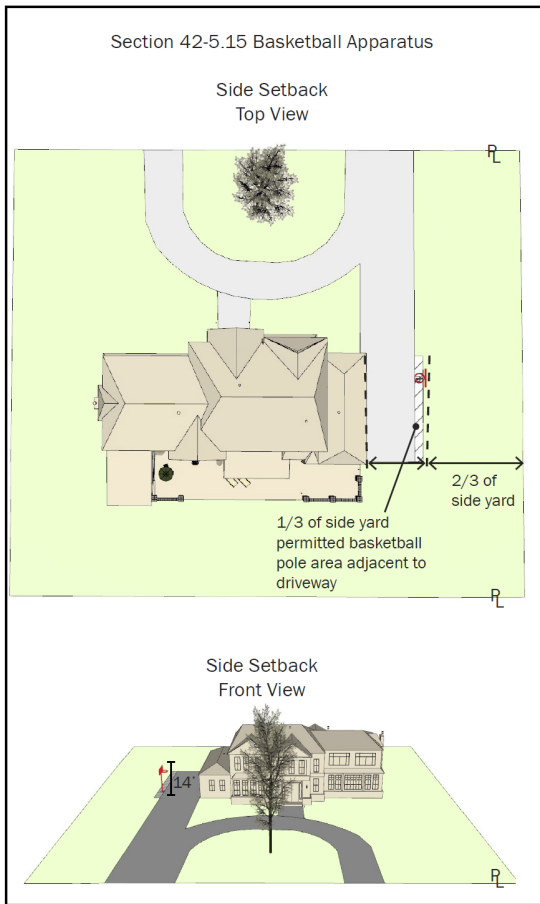 Section 42-5.15 Basketball Apparatus
Side Setback
Top View
PL
2/3 of
side yard
1/3 of side yard
permitted basketball
pole area adjacent to
driveway
PL
Side Setback
Front View
14'
PL